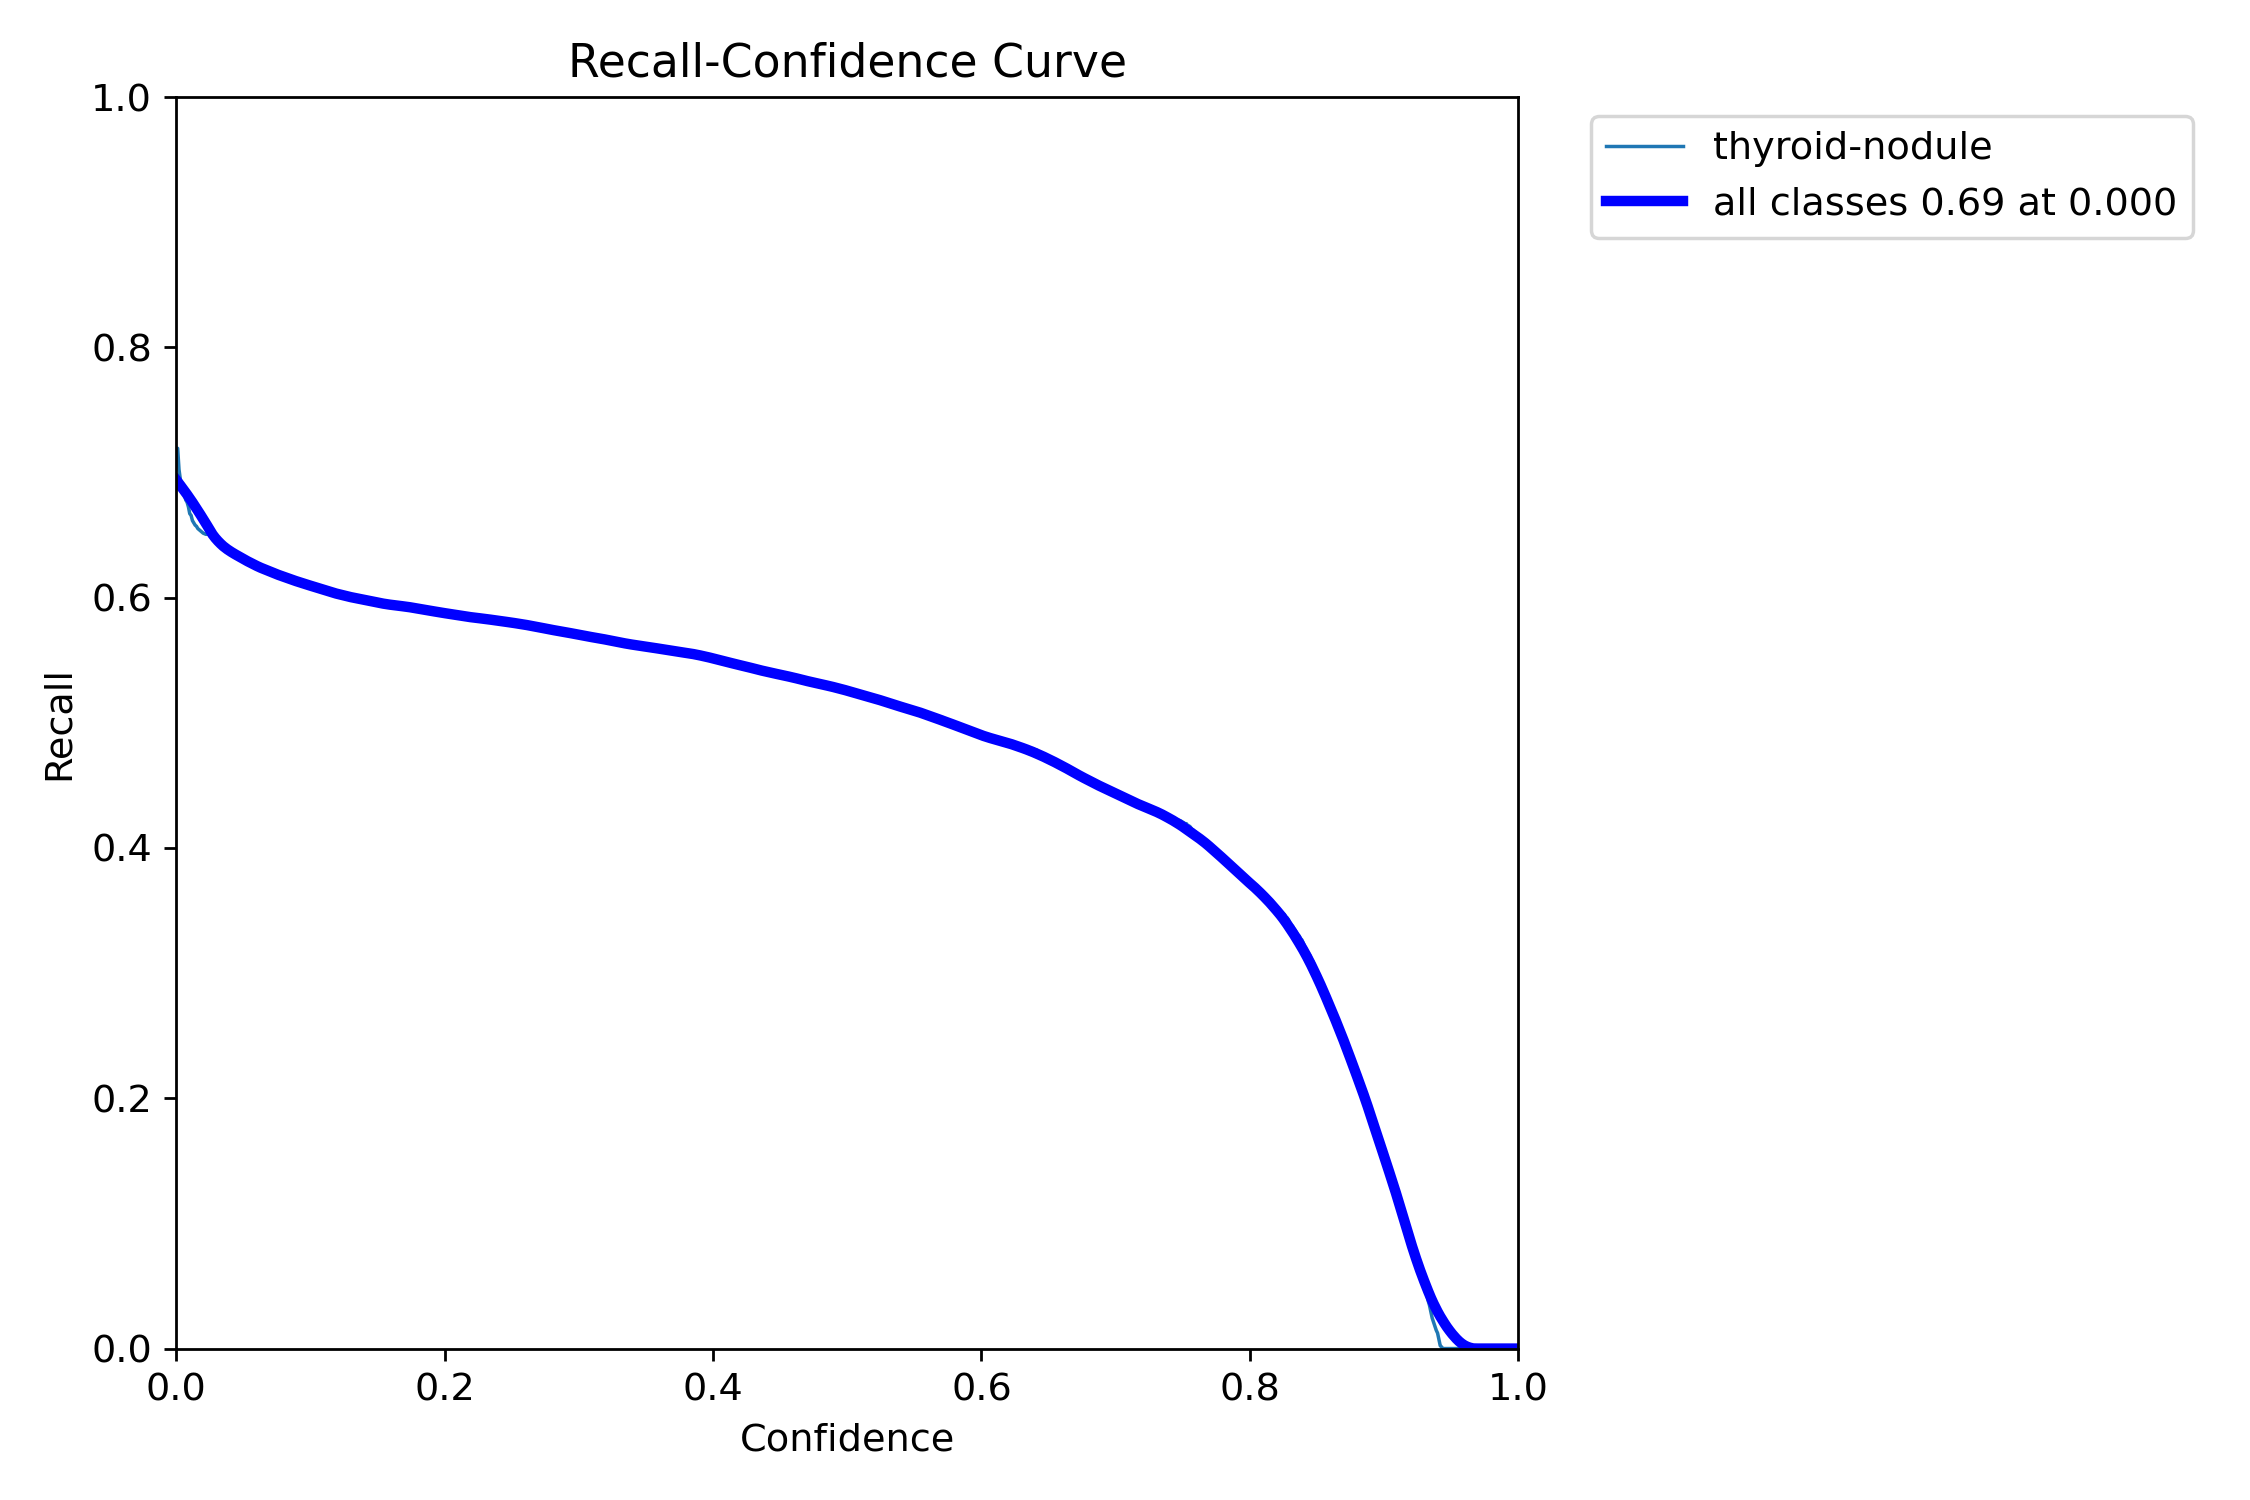 Recall-Confidence Curve
1.0
0.8
0.6
0.4
0.2
0.0
Recall
0.0 0.2 0.4 0.6 0.8 1.0
Confidence
thyroid-nodule
all classes 0.69 at 0.000